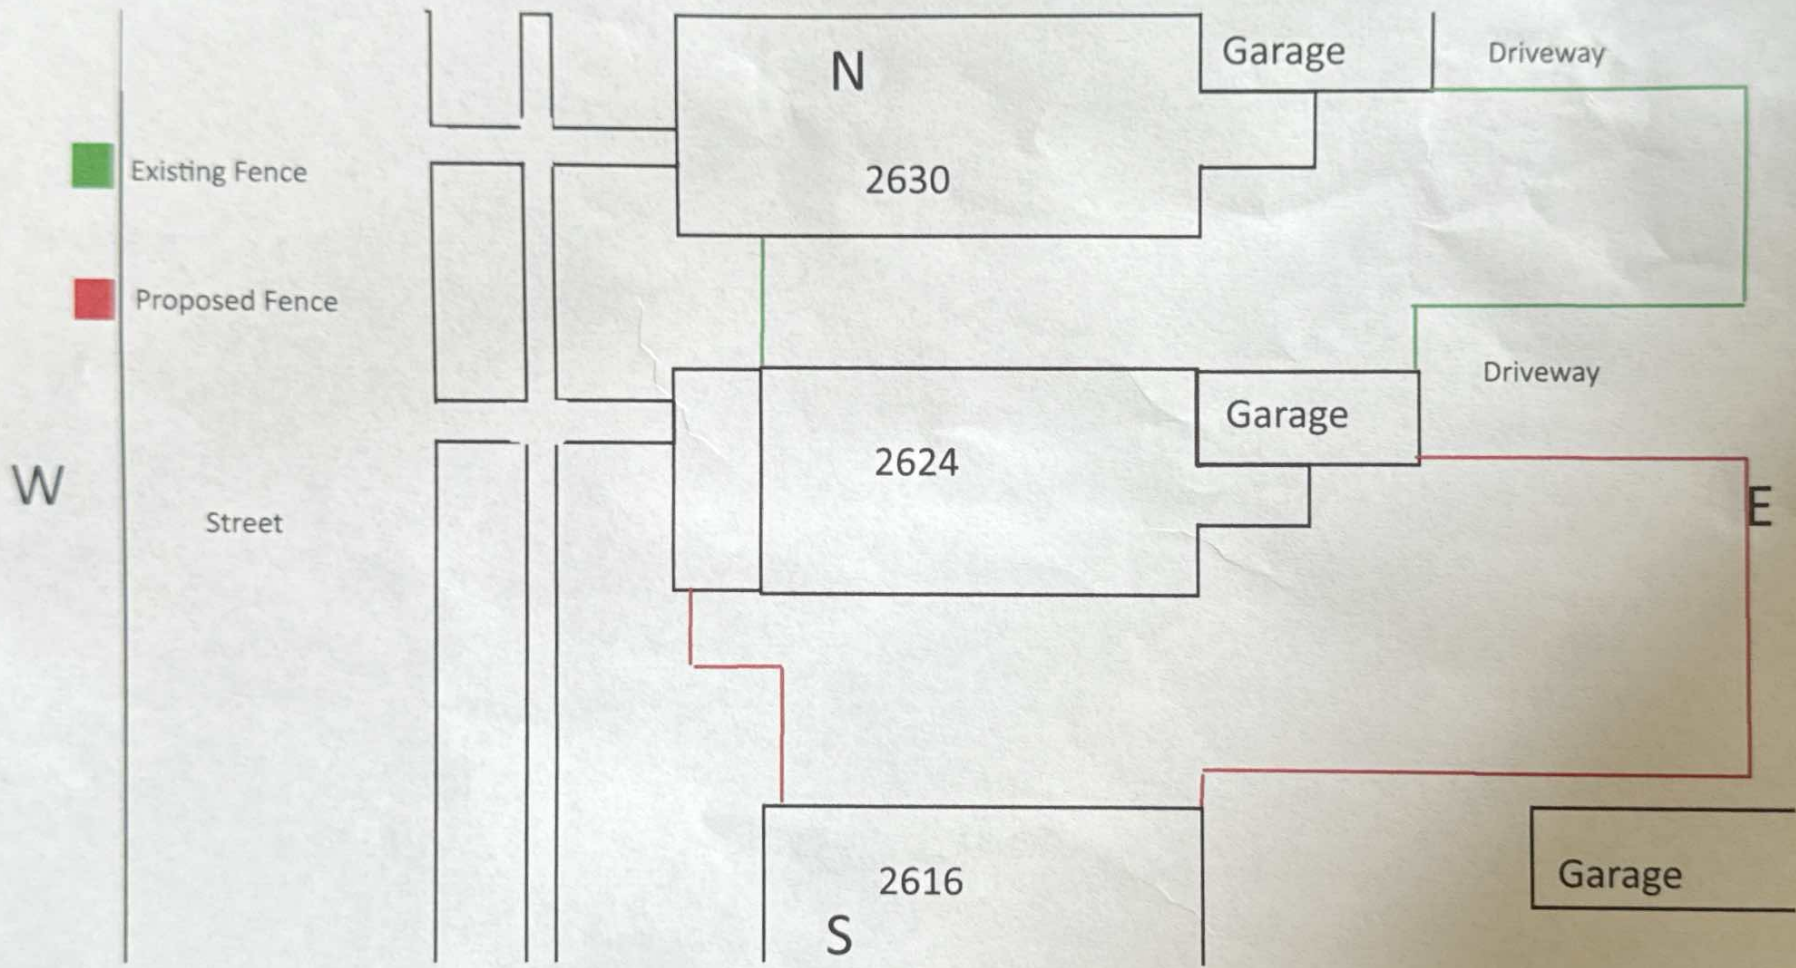 N
Garage
Driveway
Existing Fence
2630
Proposed Fence
Driveway
Garage
2624
W
Street
E
2616
Garage
S